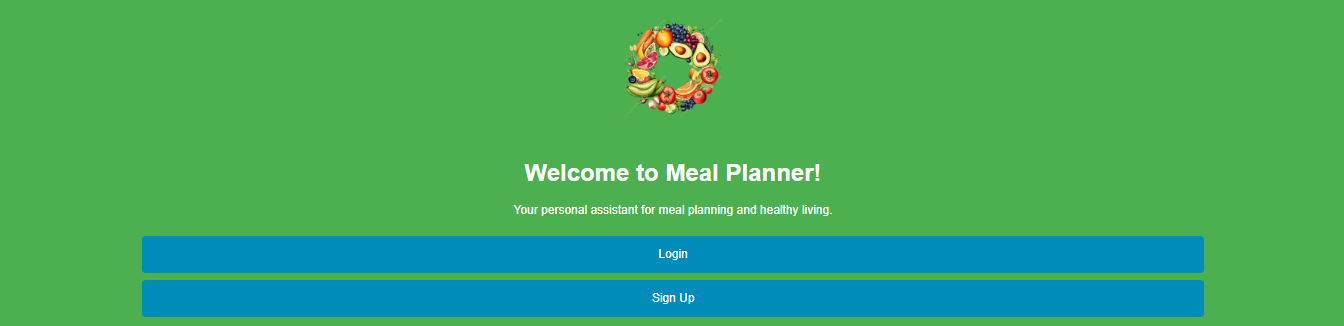 Welcome to Meal Planner!
Your personal assistant for meal planning and healthy living.
Login
Sign Up